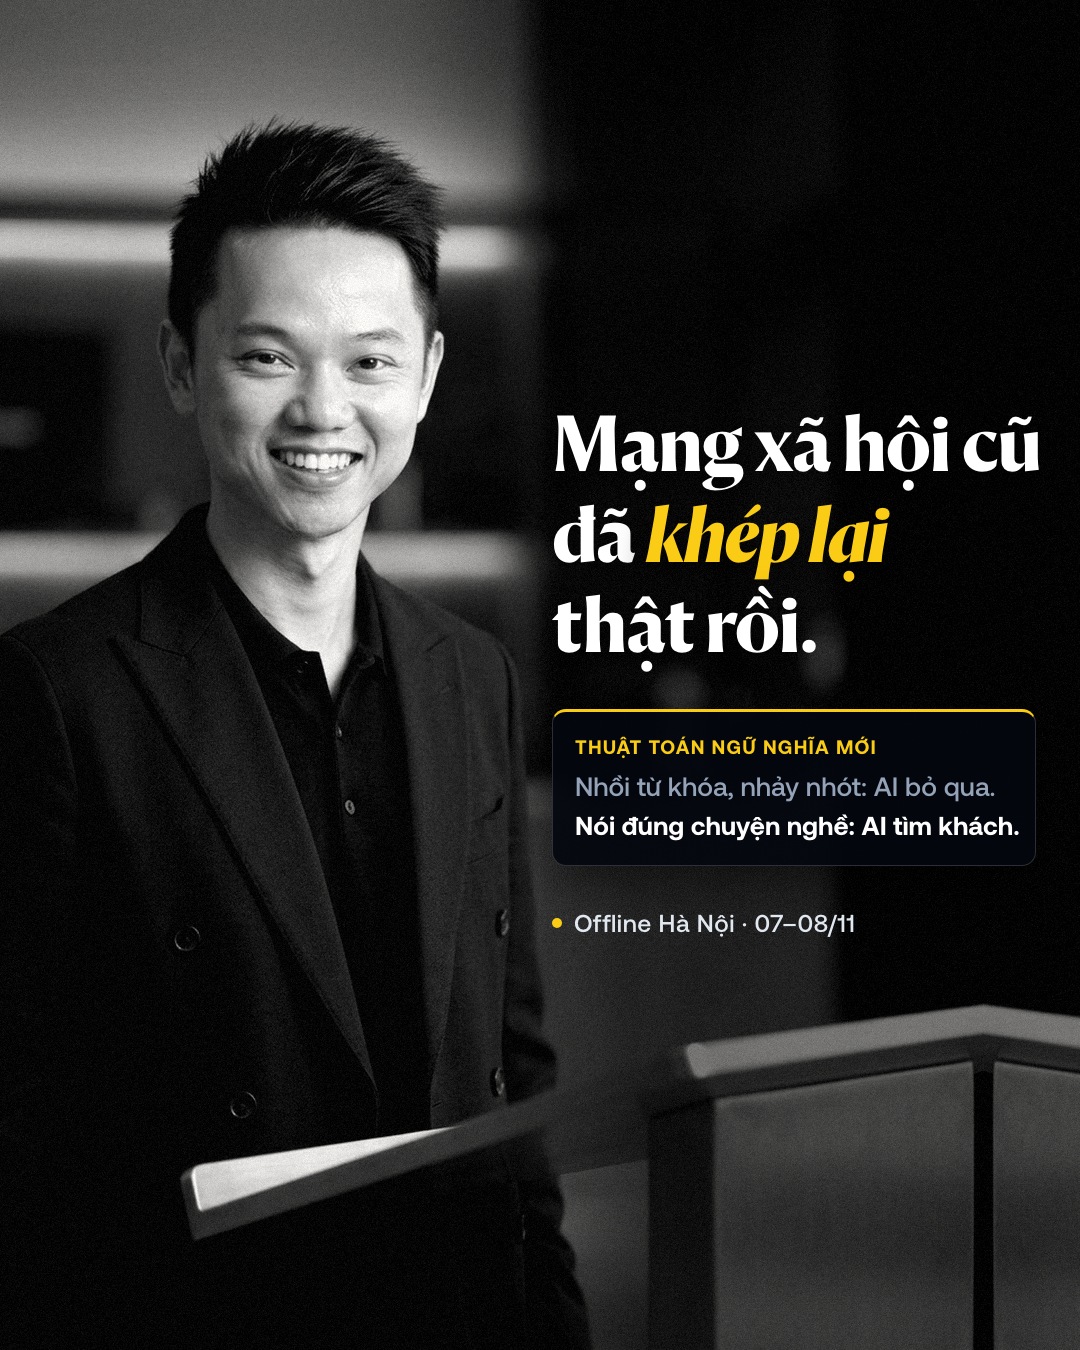 Mạng xã hội cũ
đã khép lại
thật rồi.
THUẬT TOÁN NGỮ NGHĨA MỚI
Nhồi từ khóa, nhảy nhót: AI bỏ qua.
Nói đúng chuyện nghề: AI tìm khách.
Offline Hà Nội · 07–08/11